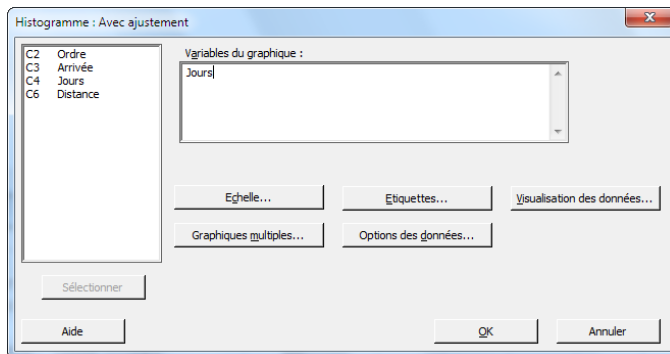 Histogramme : Avec ajustement
C2 Ordre
C3 Arrivée
C4 Jours
C6 Distance
Variables du graphique :
Jours
Echelle...
Etiquettes...
Visualisation des données...
Graphiques multiples...
Options des données...
Sélectionner
Aide
OK
Annuler